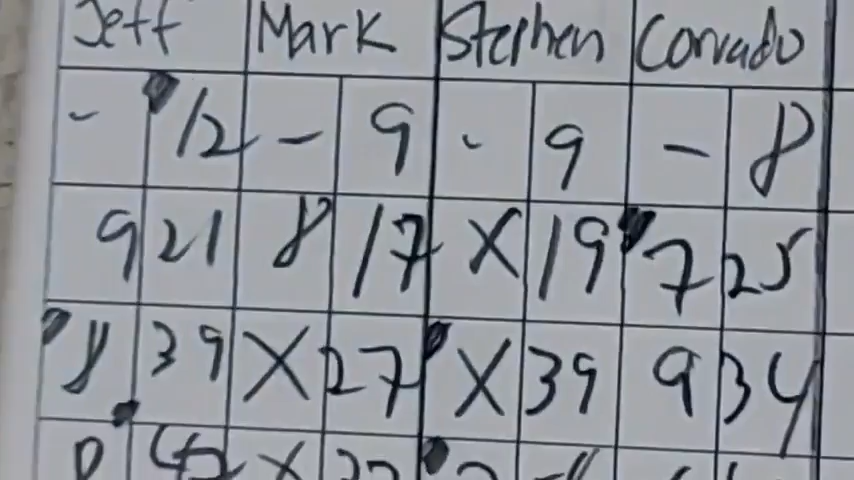 Jeff Mark Stephen Conrado
- 12 - 9 - 9 - 8
9 21 8 17 X 19 7 25
8 39 X 27 X 39 9 34
X